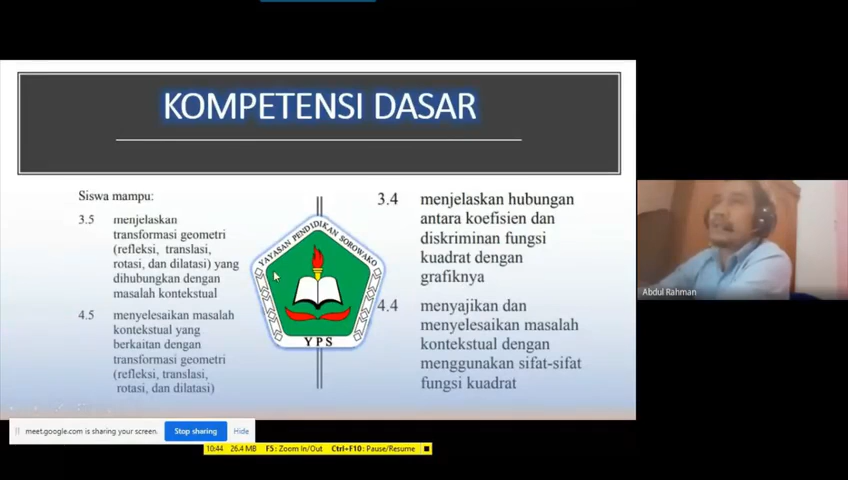 KOMPETENSI DASAR
Siswa mampu:
3.5 menjelaskan
transformasi geometri
(refleksi, translasi,
rotasi, dan dilatasi) yang
dihubungkan dengan
masalah kontekstual
4.5 menyelesaikan masalah
kontekstual yang
berkaitan dengan
transformasi geometri
(refleksi, translasi,
rotasi, dan dilatasi)
YAYASAN PENDIDIKAN SOROWAKO
YPS
3.4 menjelaskan hubungan
antara koefisien dan
diskriminan fungsi
kuadrat dengan
grafiknya
4.4 menyajikan dan
menyelesaikan masalah
kontekstual dengan
menggunakan sifat-sifat
fungsi kuadrat
Abdul Rahman
meet.google.com is sharing your screen.
Stop sharing
Hide
10:44 26.4 MB F5: Zoom In/Out Ctrl+F10: Pause/Resume